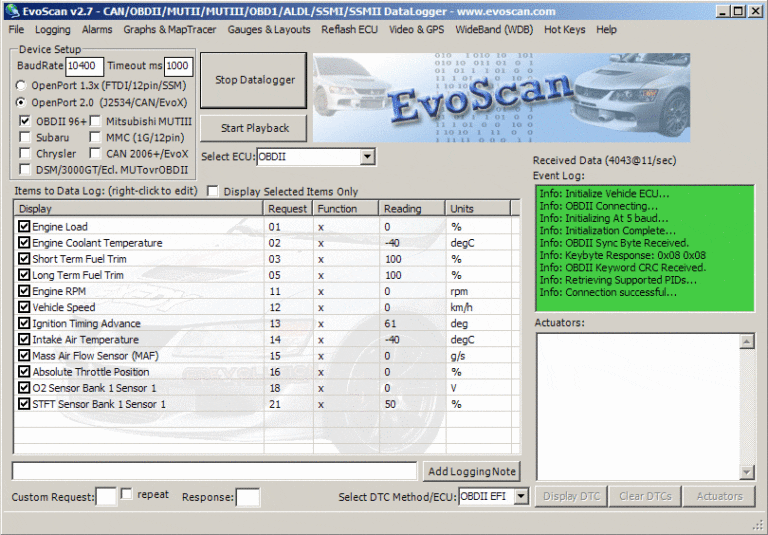 EvoScan v2.7 - CAN/OBDII/MUTII/MUTIII/OBD1/ALDL/SSMI/SSMII DataLogger - www.evoscan.com
File Logging Alarms Graphs & MapTracer Gauges & Layouts Reflash ECU Video & GPS WideBand (WDB) Hot Keys Help
Device Setup
BaudRate 10400 Timeout ms 1000
OpenPort 1.3x (FTDI/12pin/SSM)
OpenPort 2.0 (J2534/CAN/EvoX)
OBDII 96+ Mitsubishi MUTIII
Subaru MMC (1G/12pin)
Chrysler CAN 2006+/EvoX
DSM/3000GT/Ecl. MUTovrOBDII
Stop Datalogger
Start Playback
Select ECU: OBDII
EvoScan
Received Data (4043@11/sec)
Event Log:
Info: Initialize Vehicle ECU...
Info: OBDII Connecting...
Info: Initializing At 5 baud...
Info: Initialization Complete...
Info: OBDII Sync Byte Received.
Info: Keybyte Response: 0x08 0x08
Info: OBDII Keyword CRC Received.
Info: Retrieving Supported PIDs...
Info: Connection successful...
Items to Data Log: (right-click to edit) Display Selected Items Only
Display Request Function Reading Units
Engine Load 01 x 0 %
Engine Coolant Temperature 02 x -40 degC
Short Term Fuel Trim 03 x 100 %
Long Term Fuel Trim 05 x 100 %
Engine RPM 11 x 0 rpm
Vehicle Speed 12 x 0 km/h
Ignition Timing Advance 13 x 61 deg
Intake Air Temperature 14 x -40 degC
Mass Air Flow Sensor (MAF) 15 x 0 g/s
Absolute Throttle Position 16 x 0 %
O2 Sensor Bank 1 Sensor 1 18 x 0 V
STFT Sensor Bank 1 Sensor 1 21 x 50 %
Actuators:
Add LoggingNote
Custom Request: repeat Response: Select DTC Method/ECU: OBDII EFI
Display DTC Clear DTCs Actuators